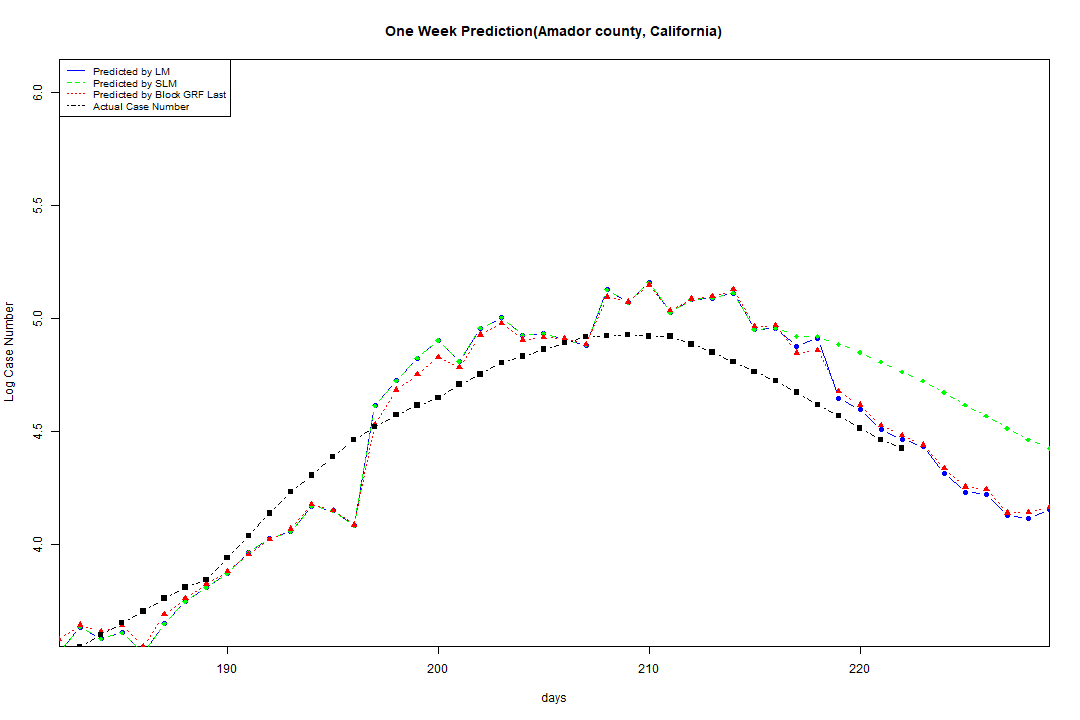 One Week Prediction(Amador county, California)
Predicted by LM
Predicted by SLM
Predicted by Block GRF Last
Actual Case Number
6.0
5.5
5.0
4.5
4.0
Log Case Number
190 200 210 220
days